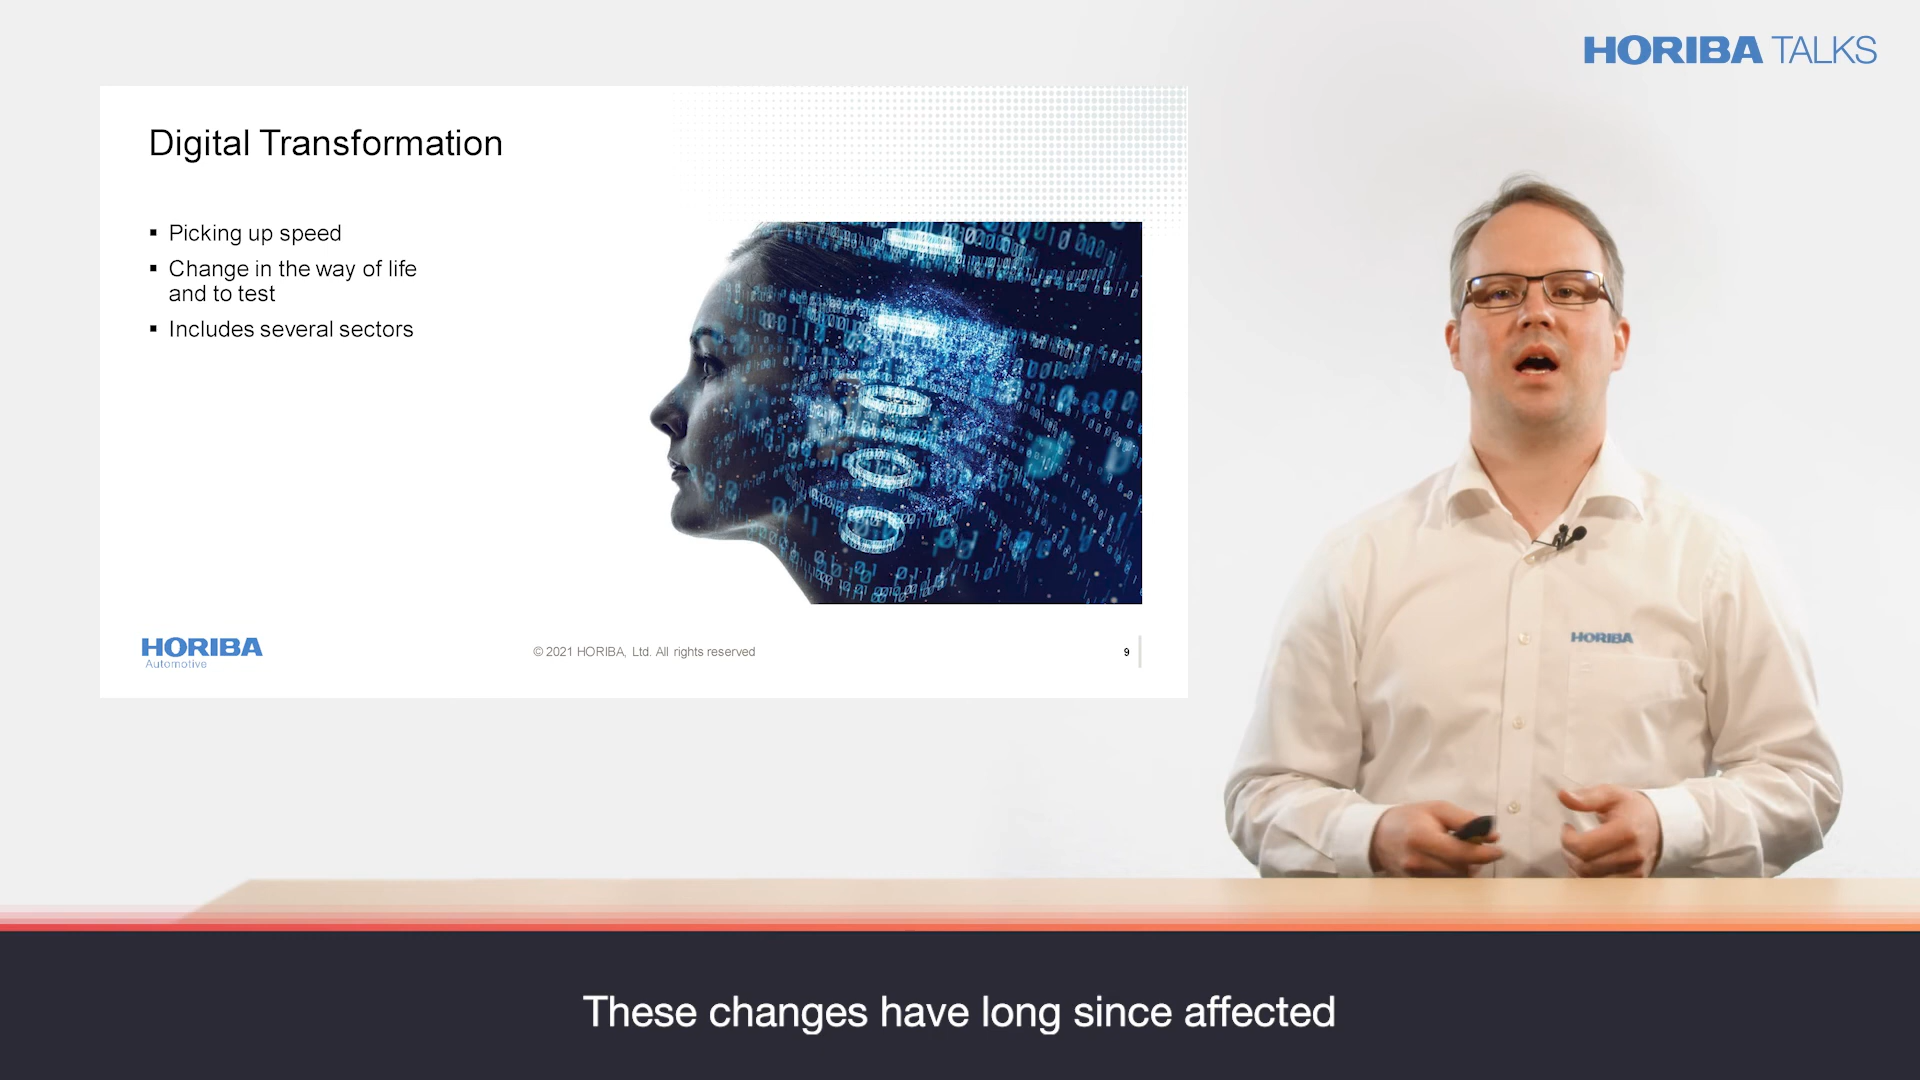 HORIBA TALKS
Digital Transformation
▪ Picking up speed
▪ Change in the way of life
and to test
▪ Includes several sectors
HORIBA
Automotive
© 2021 HORIBA, Ltd. All rights reserved
9
HORIBA
These changes have long since affected